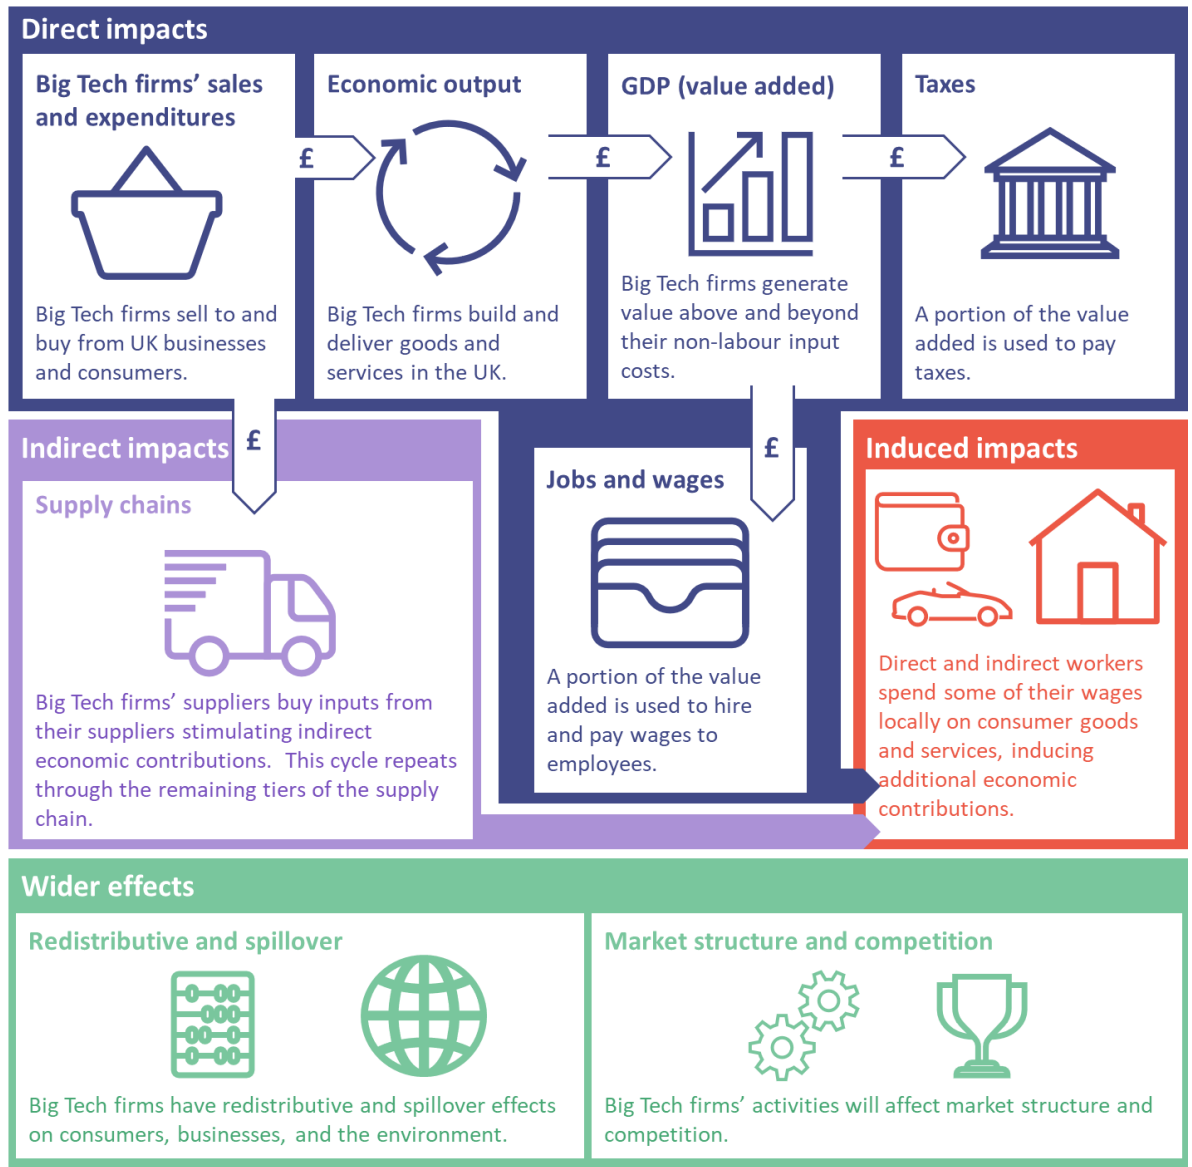 Direct impacts
Big Tech firms’ sales
and expenditures
£
Big Tech firms sell to and
buy from UK businesses
and consumers.
Economic output
£
Big Tech firms build and
deliver goods and
services in the UK.
GDP (value added)
£
Big Tech firms generate
value above and beyond
their non-labour input
costs.
Taxes
A portion of the value
added is used to pay
taxes.
£
£
Indirect impacts
Supply chains
Big Tech firms’ suppliers buy inputs from
their suppliers stimulating indirect
economic contributions.  This cycle repeats
through the remaining tiers of the supply
chain.
Jobs and wages
A portion of the value
added is used to hire
and pay wages to
employees.
Induced impacts
Direct and indirect workers
spend some of their wages
locally on consumer goods
and services, inducing
additional economic
contributions.
Wider effects
Redistributive and spillover
Big Tech firms have redistributive and spillover effects
on consumers, businesses, and the environment.
Market structure and competition
Big Tech firms’ activities will affect market structure and
competition.